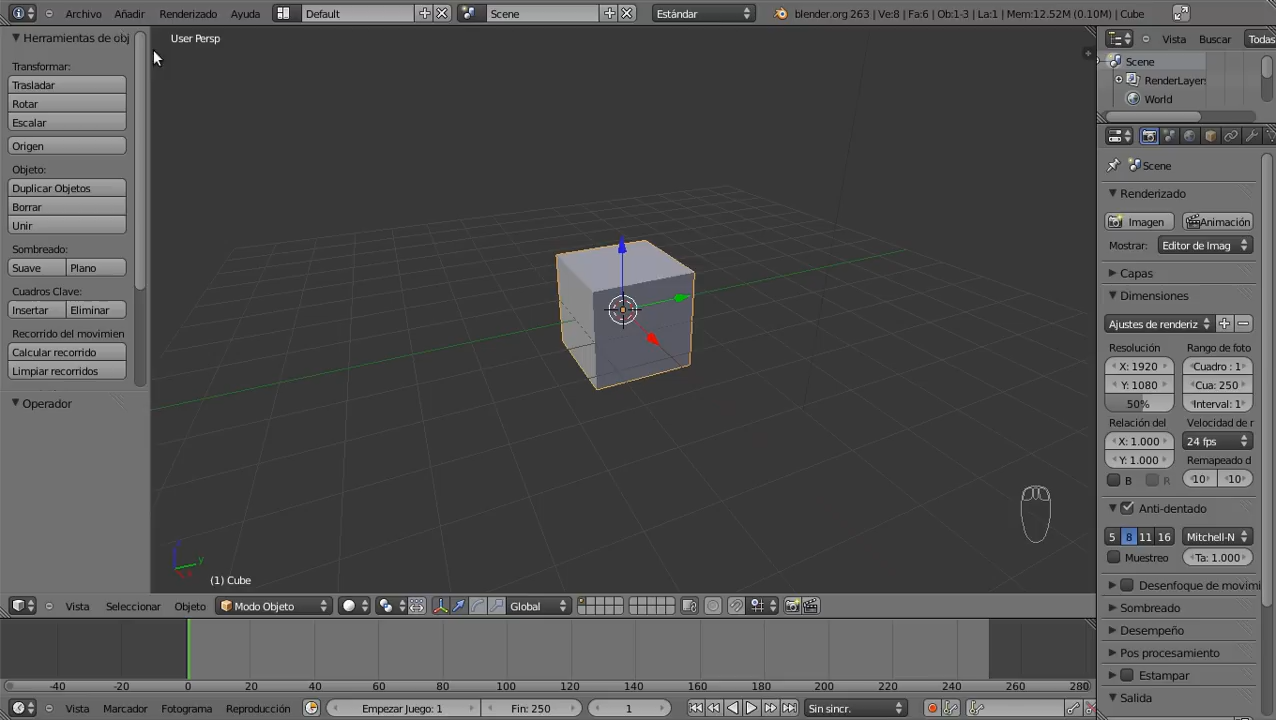 Archivo Añadir Renderizado Ayuda Default Scene Estándar blender.org 263 | Ve:8 | Fa:6 | Ob:1-3 | La:1 | Mem:12.52M (0.10M) | Cube
Herramientas de obj
Transformar:
Trasladar
Rotar
Escalar
Origen
Objeto:
Duplicar Objetos
Borrar
Unir
Sombreado:
Suave Plano
Cuadros Clave:
Insertar Eliminar
Recorrido del movimien
Calcular recorrido
Limpiar recorridos
Operador
User Persp
z
y
(1) Cube
Vista Seleccionar Objeto Modo Objeto Global
-40 -20 0 20 40 60 80 100 120 140 160 180 200 220 240 260 280
Vista Marcador Fotograma Reproducción Empezar Juego: 1 Fin: 250 1 Sin sincr.
Vista Buscar Todas
Scene
RenderLayers
World
Scene
Renderizado
Imagen Animación
Mostrar: Editor de Imag
Capas
Dimensiones
Ajustes de renderiz
Resolución Rango de foto
X: 1920 Cuadro : 1
Y: 1080 Cua: 250
50% Interval: 1
Relación del Velocidad de r
X: 1.000 24 fps
Y: 1.000 Remapeado d
B R 10 10
Anti-dentado
5 8 11 16 Mitchell-N
Muestreo Ta: 1.000
Desenfoque de movimi
Sombreado
Desempeño
Pos procesamiento
Estampar
Salida